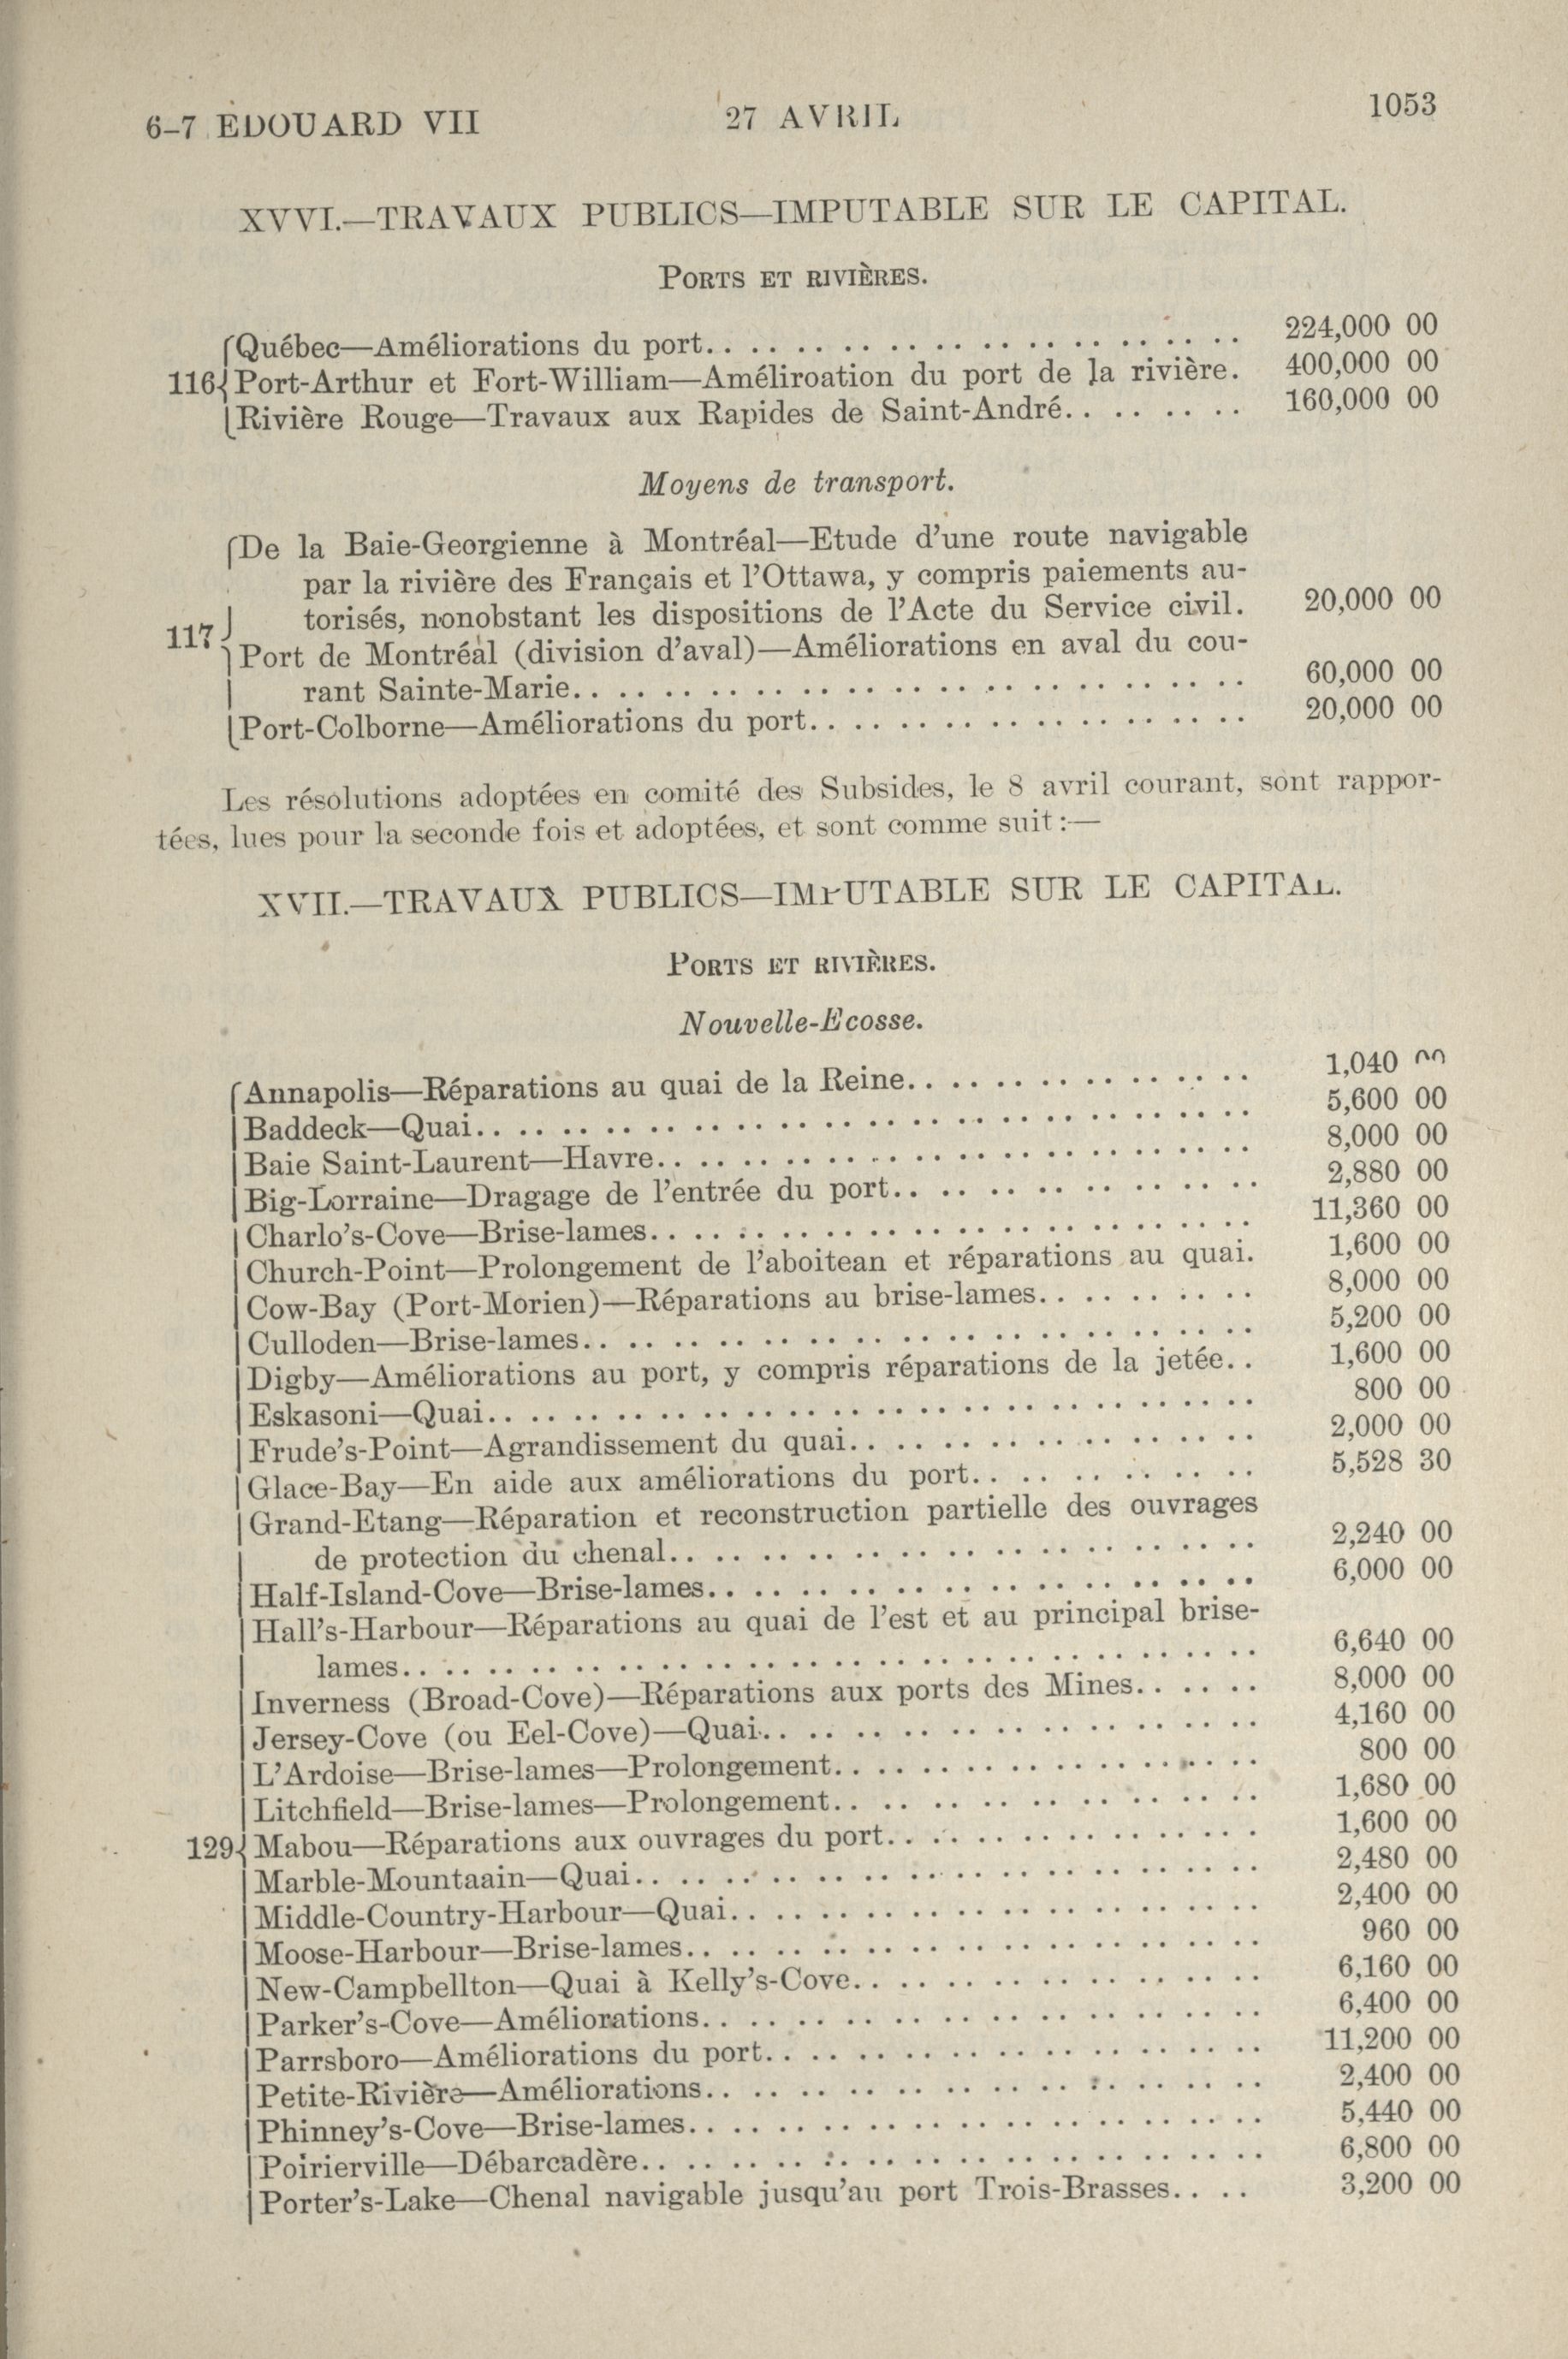 6-7 EDOUARD VII 27 AVRIL 1053
XVVI.—TRAVAUX PUBLICS—IMPUTABLE SUR LE CAPITAL.
PORTS ET RIVIÈRES.
Québec—Améliorations du port.. .. .. .. .. .. .. .. .. .. .. .. 224,000 00
116 Port-Arthur et Fort-William—Améliroation du port de la rivière. 400,000 00
Rivière Rouge—Travaux aux Rapides de Saint-André.. .. .. .. 160,000 00
Moyens de transport.
De la Baie-Georgienne à Montréal—Etude d'une route navigable
par la rivière des Français et l'Ottawa, y compris paiements au-
torisés, nonobstant les dispositions de l'Acte du Service civil. 20,000 00
117 Port de Montréal (division d'aval)—Améliorations en aval du cou-
rant Sainte-Marie.. .. .. .. .. .. .. .. .. .. .. .. .. .. .. 60,000 00
Port-Colborne—Améliorations du port.. .. .. .. .. .. .. .. .. .. 20,000 00
Les résolutions adoptées en comité des Subsides, le 8 avril courant, sont rappor-
tées, lues pour la seconde fois et adoptées, et sont comme suit :—
XVII.—TRAVAUX PUBLICS—IMPUTABLE SUR LE CAPITAL.
PORTS ET RIVIÈRES.
Nouvelle-Ecosse.
Annapolis—Réparations au quai de la Reine.. .. .. .. .. .. .. .. 1,040 00
Baddeck—Quai.. .. .. .. .. .. .. .. .. .. .. .. .. .. .. .. .. 5,600 00
Baie Saint-Laurent—Havre.. .. .. .. .. .. .. .. .. .. .. .. .. 8,000 00
Big-Lorraine—Dragage de l'entrée du port.. .. .. .. .. .. .. .. 2,880 00
Charlo's-Cove—Brise-lames.. .. .. .. .. .. .. .. .. .. .. .. .. 11,360 00
Church-Point—Prolongement de l'aboitean et réparations au quai. 1,600 00
Cow-Bay (Port-Morien)—Réparations au brise-lames.. .. .. .. .. 8,000 00
Culloden—Brise-lames.. .. .. .. .. .. .. .. .. .. .. .. .. .. .. 5,200 00
Digby—Améliorations au port, y compris réparations de la jetée.. 1,600 00
Eskasoni—Quai.. .. .. .. .. .. .. .. .. .. .. .. .. .. .. .. .. 800 00
Frude's-Point—Agrandissement du quai.. .. .. .. .. .. .. .. .. 2,000 00
Glace-Bay—En aide aux améliorations du port.. .. .. .. .. .. .. 5,528 30
Grand-Etang—Réparation et reconstruction partielle des ouvrages
de protection du chenal.. .. .. .. .. .. .. .. .. .. .. .. .. 2,240 00
Half-Island-Cove—Brise-lames.. .. .. .. .. .. .. .. .. .. .. .. 6,000 00
Hall's-Harbour—Réparations au quai de l'est et au principal brise-
lames.. .. .. .. .. .. .. .. .. .. .. .. .. .. .. .. .. .. .. 6,640 00
Inverness (Broad-Cove)—Réparations aux ports des Mines.. .. .. 8,000 00
Jersey-Cove (ou Eel-Cove)—Quai.. .. .. .. .. .. .. .. .. .. .. 4,160 00
L'Ardoise—Brise-lames—Prolongement.. .. .. .. .. .. .. .. .. .. 800 00
Litchfield—Brise-lames—Prolongement.. .. .. .. .. .. .. .. .. .. 1,680 00
129 Mabou—Réparations aux ouvrages du port.. .. .. .. .. .. .. .. 1,600 00
Marble-Mountaain—Quai.. .. .. .. .. .. .. .. .. .. .. .. .. .. 2,480 00
Middle-Country-Harbour—Quai.. .. .. .. .. .. .. .. .. .. .. .. 2,400 00
Moose-Harbour—Brise-lames.. .. .. .. .. .. .. .. .. .. .. .. .. 960 00
New-Campbellton—Quai à Kelly's-Cove.. .. .. .. .. .. .. .. .. 6,160 00
Parker's-Cove—Améliorations.. .. .. .. .. .. .. .. .. .. .. .. 6,400 00
Parrsboro—Améliorations du port.. .. .. .. .. .. .. .. .. .. .. 11,200 00
Petite-Rivière—Améliorations.. .. .. .. .. .. .. .. .. .. .. .. 2,400 00
Phinney's-Cove—Brise-lames.. .. .. .. .. .. .. .. .. .. .. .. .. 5,440 00
Poirierville—Débarcadère.. .. .. .. .. .. .. .. .. .. .. .. .. .. 6,800 00
Porter's-Lake—Chenal navigable jusqu'au port Trois-Brasses.. .. 3,200 00